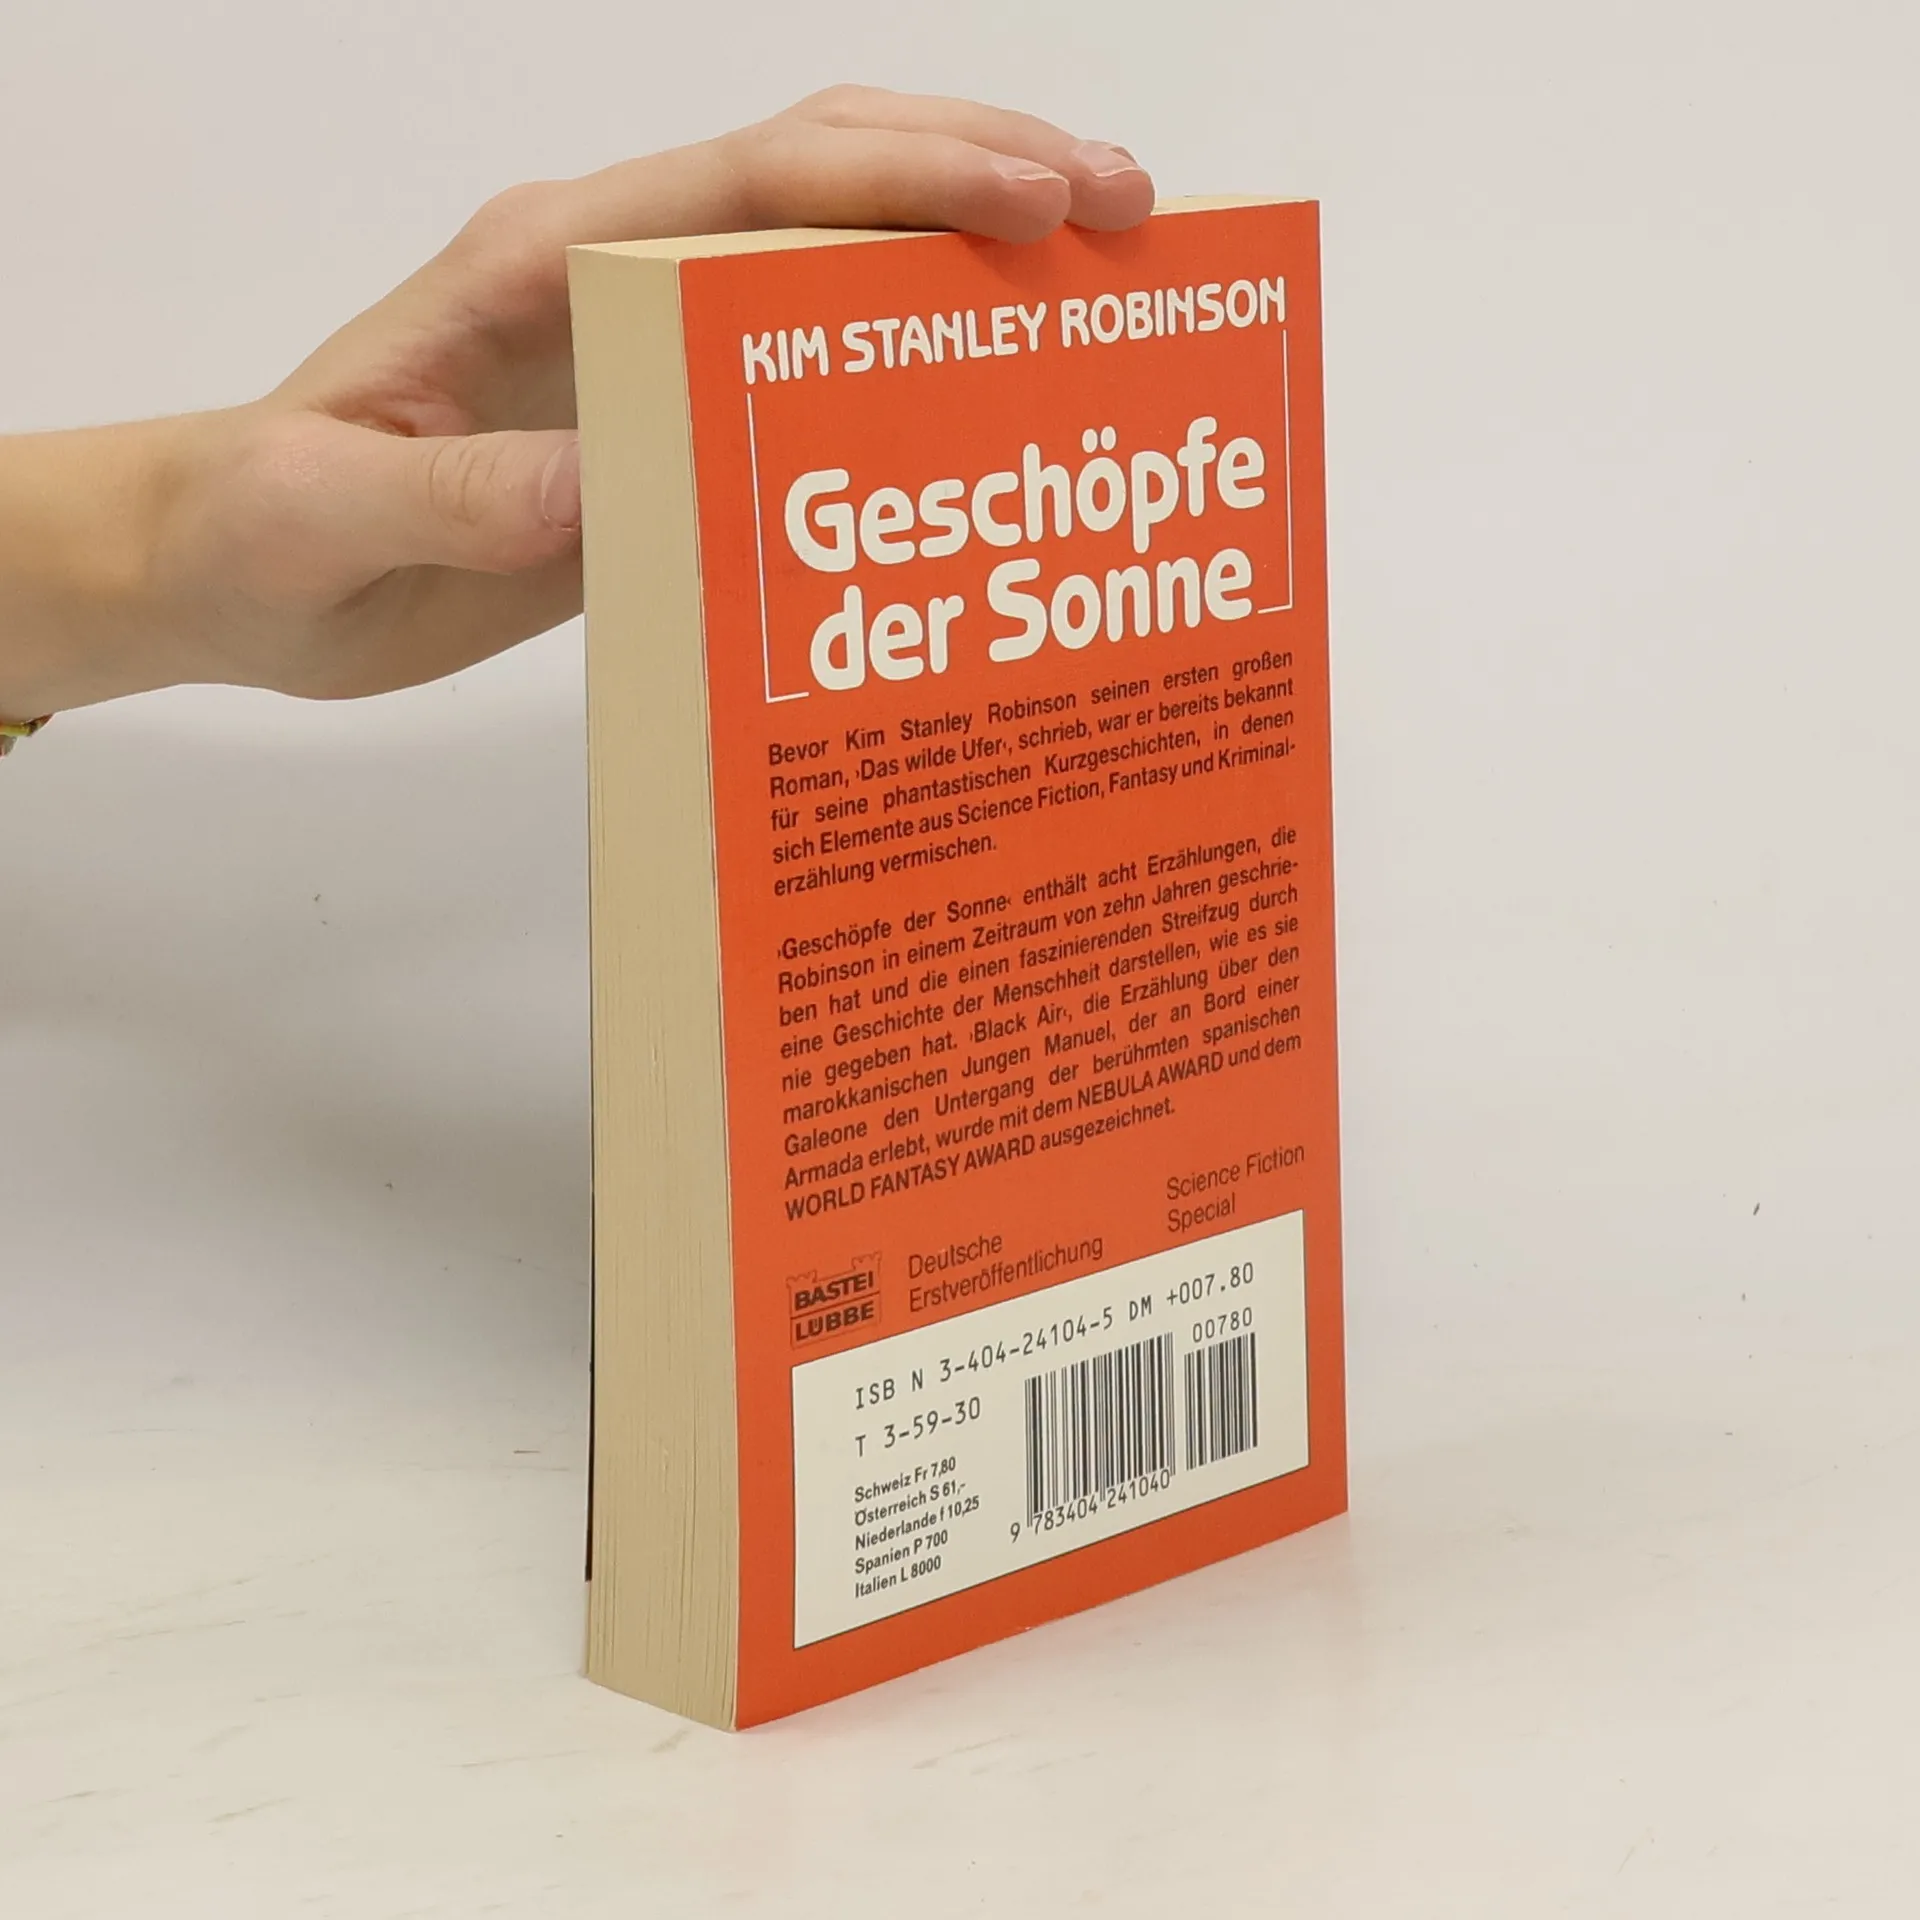 KIM STANLEY ROBINSON
Geschöpfe
der Sonne
Bevor Kim Stanley Robinson seinen ersten großen
Roman, ›Das wilde Ufer‹, schrieb, war er bereits bekannt
für seine phantastischen Kurzgeschichten, in denen
sich Elemente aus Science Fiction, Fantasy und Kriminal-
erzählung vermischen.
›Geschöpfe der Sonne‹ enthält acht Erzählungen, die
Robinson in einem Zeitraum von zehn Jahren geschrie-
ben hat und die einen faszinierenden Streifzug durch
eine Geschichte der Menschheit darstellen, wie es sie
nie gegeben hat. ›Black Air‹, die Erzählung über den
marokkanischen Jungen Manuel, der an Bord einer
Galeone den Untergang der berühmten spanischen
Armada erlebt, wurde mit dem NEBULA AWARD und dem
WORLD FANTASY AWARD ausgezeichnet.
BASTEI
LÜBBE
Deutsche
Erstveröffentlichung
Science Fiction
Special
ISB N 3-404-24104-5 DM +007.80
T 3-59-30
00780
Schweiz Fr 7,80
Österreich S 61,-
Niederlande f 10,25
Spanien P 700
Italien L 8000
9 783404 241040